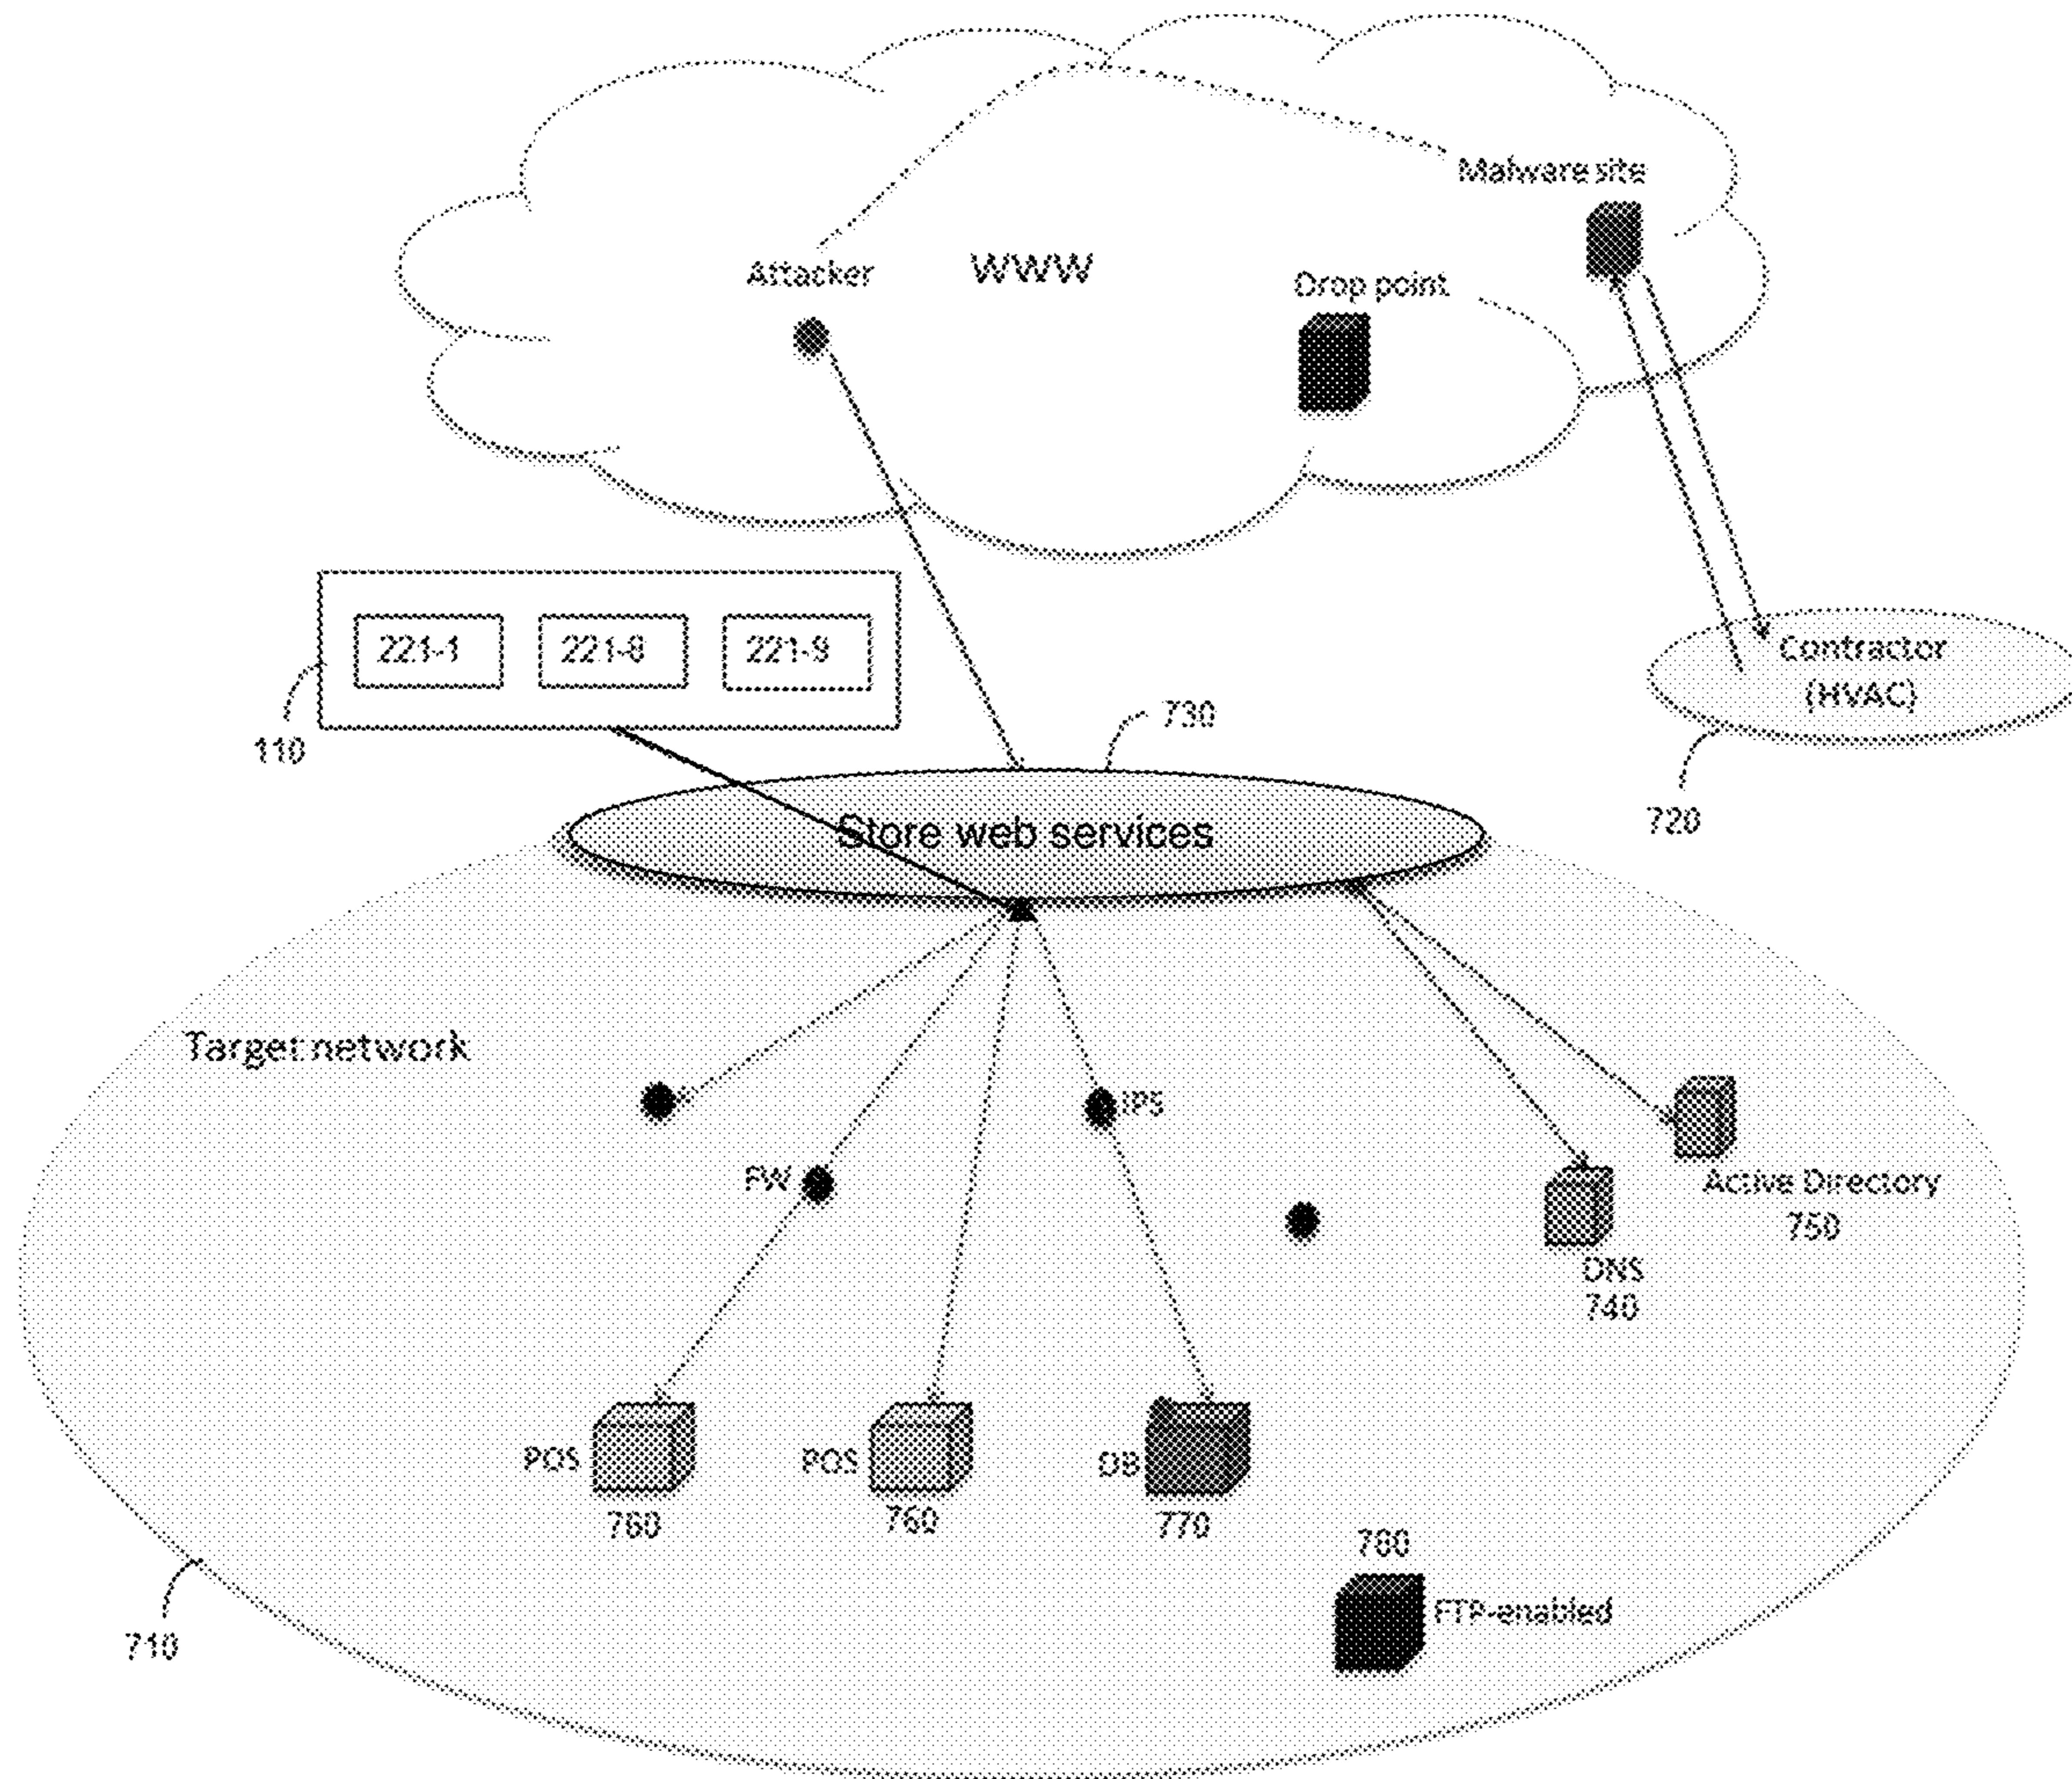 Malware site
Attacker
WWW
Drop point
221-1
221-8
221-9
Contractor
(HVAC)
110
730
720
Store web services
Target network
IPS
FW
Active Directory
750
DNS
740
POS
POS
DB
760
760
770
780
FTP-enabled
710